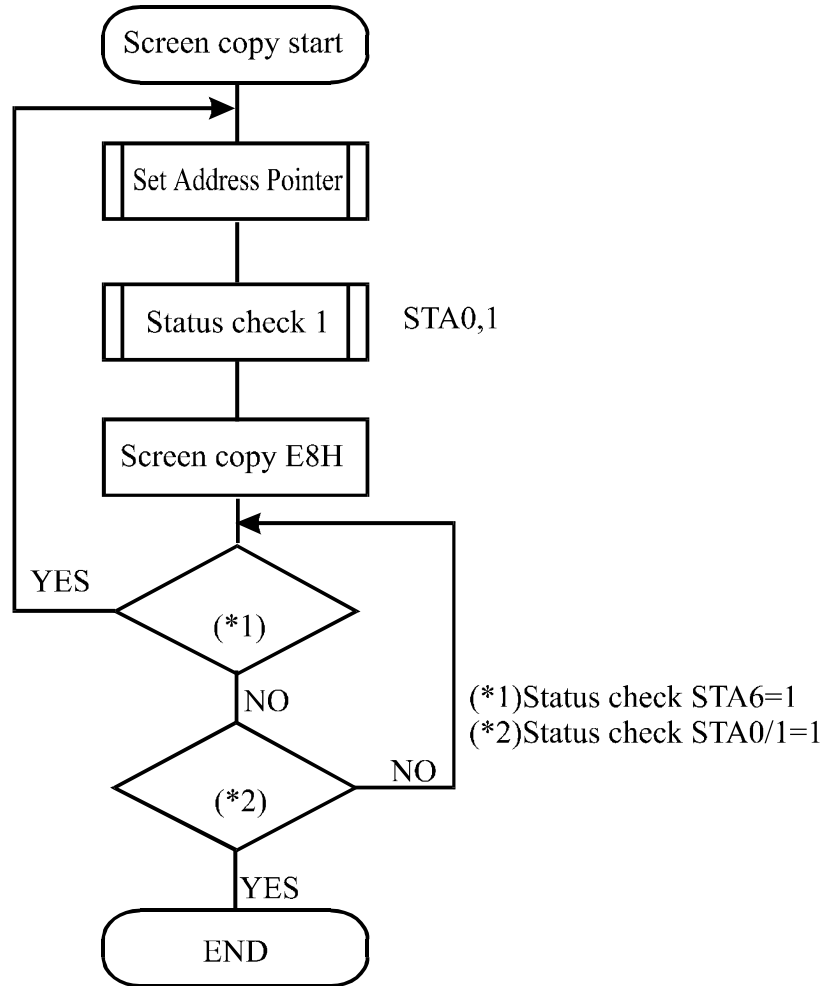 Screen copy start
Set Address Pointer
Status check 1
STA0,1
Screen copy E8H
YES
(*1)
NO
(*1)Status check STA6=1
(*2)Status check STA0/1=1
NO
(*2)
YES
END